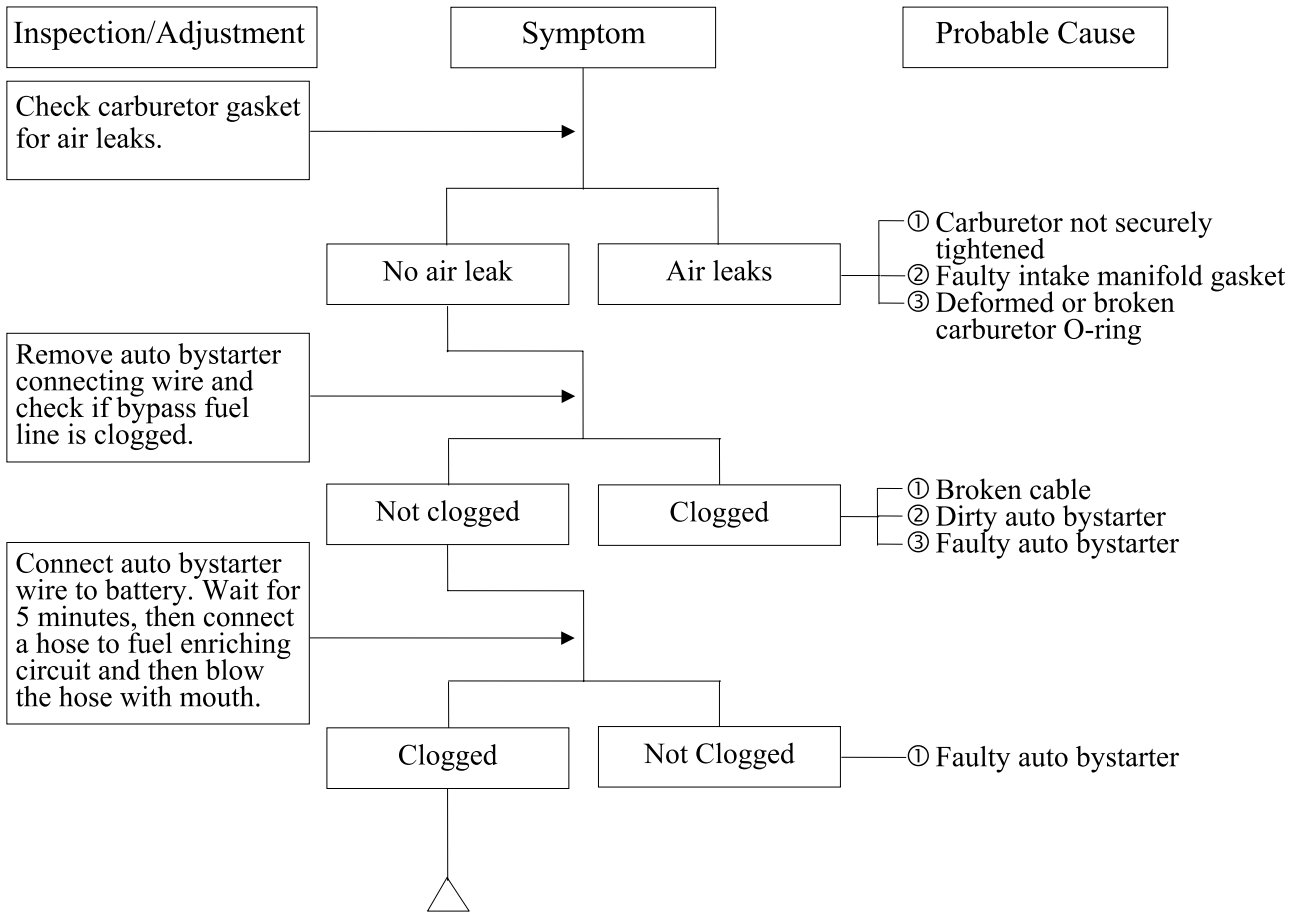 Inspection/Adjustment
Symptom
Probable Cause
Check carburetor gasket
for air leaks.
No air leak
Air leaks
① Carburetor not securely
tightened
② Faulty intake manifold gasket
③ Deformed or broken
carburetor O-ring
Remove auto bystarter
connecting wire and
check if bypass fuel
line is clogged.
Not clogged
Clogged
① Broken cable
② Dirty auto bystarter
③ Faulty auto bystarter
Connect auto bystarter
wire to battery. Wait for
5 minutes, then connect
a hose to fuel enriching
circuit and then blow
the hose with mouth.
Clogged
Not Clogged
① Faulty auto bystarter